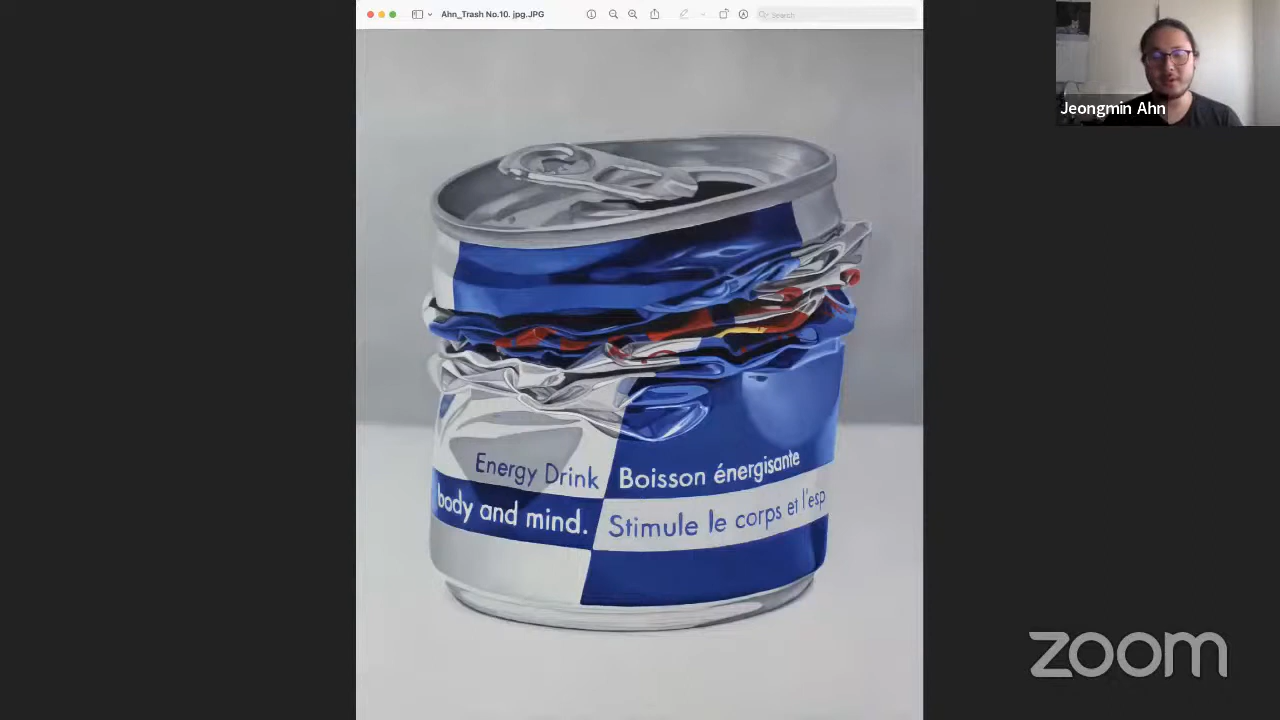 Ahn_Trash No.10. jpg.JPG
Search
Jeongmin Ahn
Energy Drink
Boisson énergisante
body and mind.
Stimule le corps et l'esp
zoom